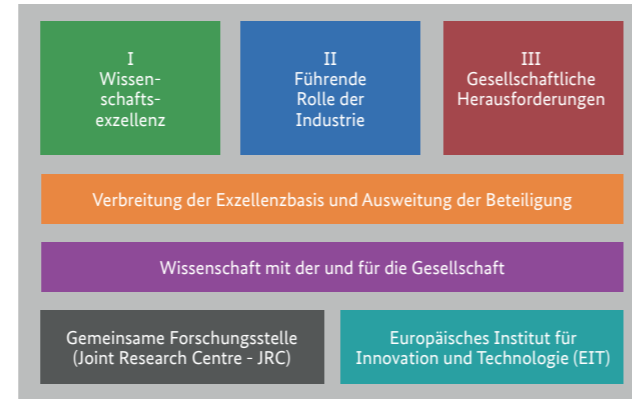 I
Wissen-
schafts-
exzellenz
II
Führende
Rolle der
Industrie
III
Gesellschaftliche
Herausforderungen
Verbreitung der Exzellenzbasis und Ausweitung der Beteiligung
Wissenschaft mit der und für die Gesellschaft
Gemeinsame Forschungsstelle
(Joint Research Centre - JRC)
Europäisches Institut für
Innovation und Technologie (EIT)